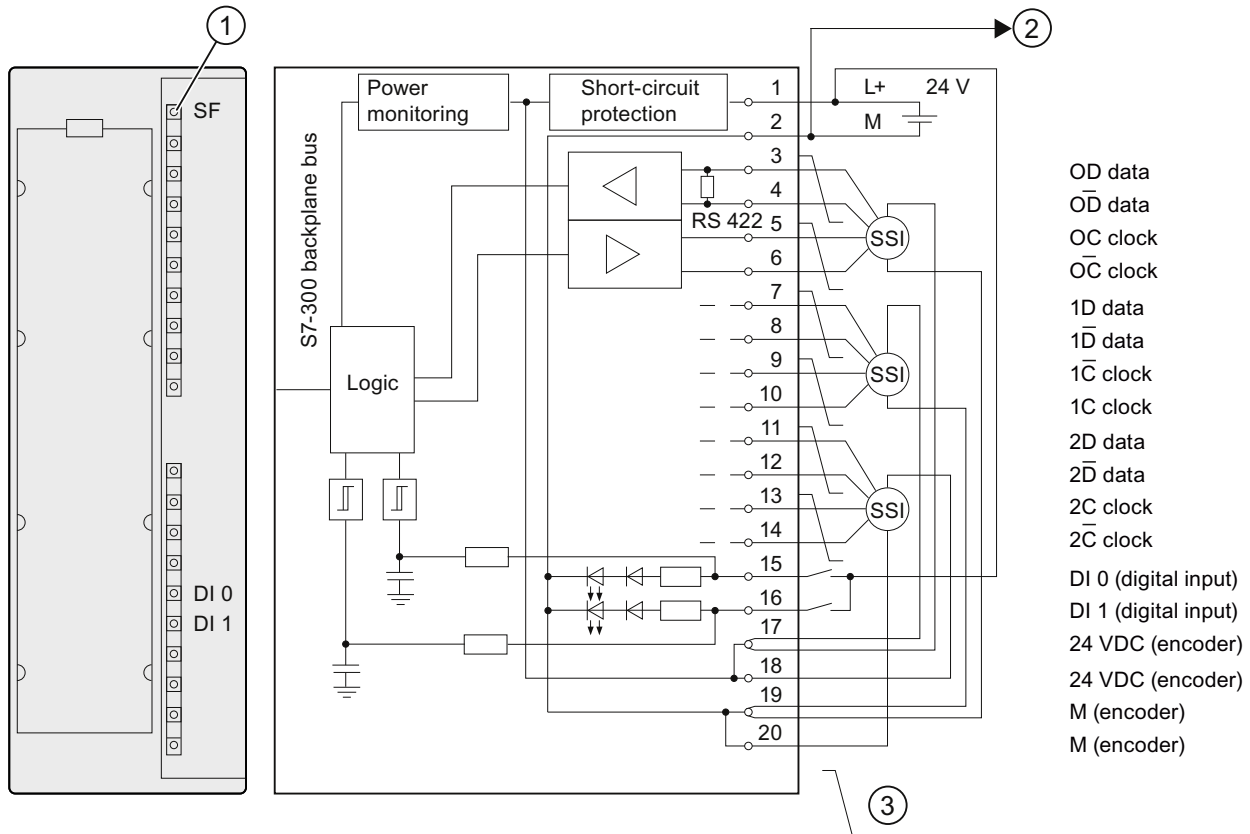 1
SF
DI 0
DI 1
S7-300 backplane bus
Power
monitoring
Short-circuit
protection
Logic
RS 422
1
2
3
4
5
6
7
8
9
10
11
12
13
14
15
16
17
18
19
20
L+
24 V
M
2
SSI
SSI
SSI
3
OD data
OD̅ data
OC clock
OC̅ clock
1D data
1D̅ data
1C̅ clock
1C clock
2D data
2D̅ data
2C clock
2C̅ clock
DI 0 (digital input)
DI 1 (digital input)
24 VDC (encoder)
24 VDC (encoder)
M (encoder)
M (encoder)